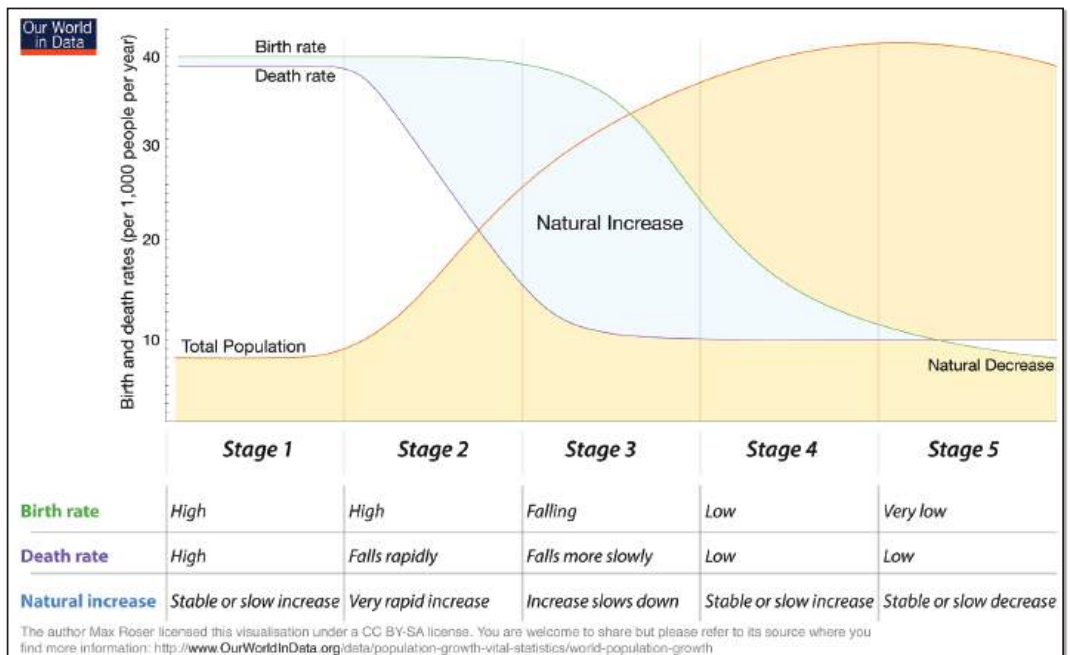 Our World
in Data
Birth and death rates (per 1,000 people per year)
40
30
20
10
Birth rate
Death rate
Natural Increase
Total Population
Natural Decrease
Stage 1 Stage 2 Stage 3 Stage 4 Stage 5
Birth rate High High Falling Low Very low
Death rate High Falls rapidly Falls more slowly Low Low
Natural increase Stable or slow increase Very rapid increase Increase slows down Stable or slow increase Stable or slow decrease
The author Max Roser licensed this visualisation under a CC BY-SA license. You are welcome to share but please refer to its source where you
find more information: http://www.OurWorldInData.org/data/population-growth-vital-statistics/world-population-growth